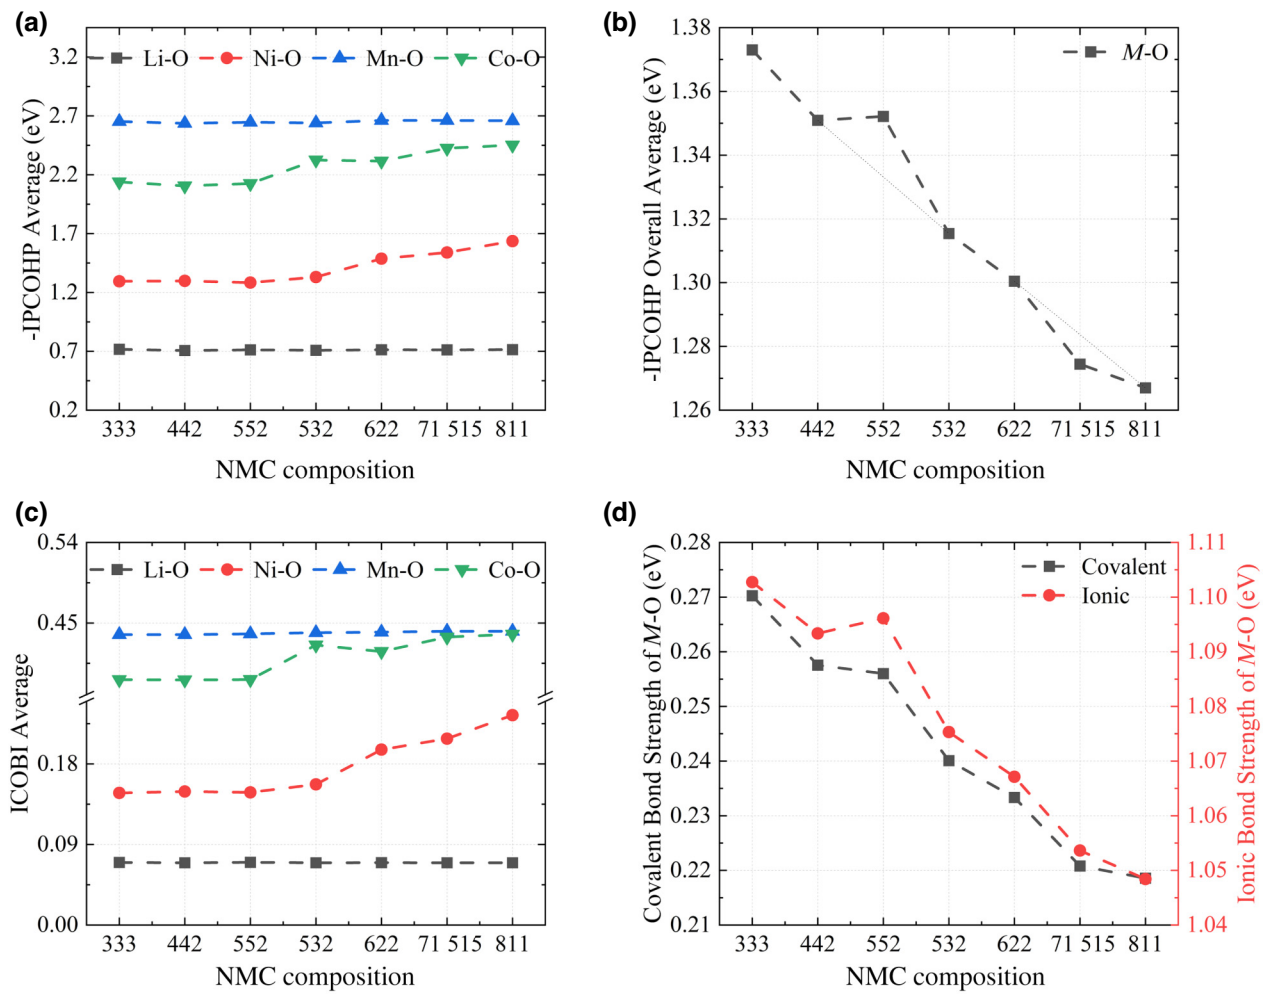 (a)
Li-O Ni-O Mn-O Co-O
-IPCOHP Average (eV)
3.2
2.7
2.2
1.7
1.2
0.7
0.2
333 442 552 532 622 71 515 811
NMC composition
(b)
M-O
-IPCOHP Overall Average (eV)
1.38
1.36
1.34
1.32
1.30
1.28
1.26
333 442 552 532 622 71 515 811
NMC composition
(c)
Li-O Ni-O Mn-O Co-O
ICOBI Average
0.54
0.45
0.18
0.09
0.00
333 442 552 532 622 71 515 811
NMC composition
(d)
Covalent
Ionic
Covalent Bond Strength of M-O (eV)
0.28
0.27
0.26
0.25
0.24
0.23
0.22
0.21
333 442 552 532 622 71 515 811
NMC composition
1.11
1.10
1.09
1.08
1.07
1.06
1.05
1.04
Ionic Bond Strength of M-O (eV)